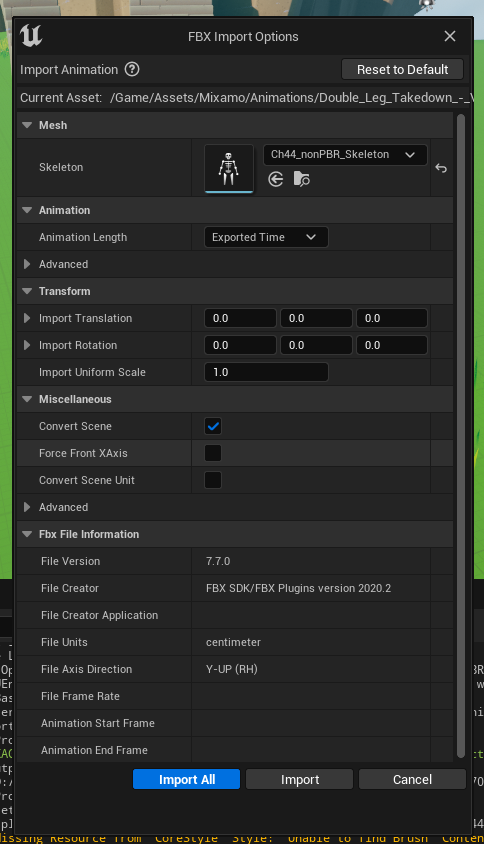 FBX Import Options
Import Animation
Reset to Default
Current Asset: /Game/Assets/Mixamo/Animations/Double_Leg_Takedown_-_
Mesh
Skeleton
Ch44_nonPBR_Skeleton
Animation
Animation Length
Exported Time
Advanced
Transform
Import Translation 0.0 0.0 0.0
Import Rotation 0.0 0.0 0.0
Import Uniform Scale 1.0
Miscellaneous
Convert Scene
Force Front XAxis
Convert Scene Unit
Advanced
Fbx File Information
File Version 7.7.0
File Creator FBX SDK/FBX Plugins version 2020.2
File Creator Application
File Units centimeter
File Axis Direction Y-UP (RH)
File Frame Rate
Animation Start Frame
Animation End Frame
Import All Import Cancel
issing Resource from 'CoreStyle' Style: 'Unable to find Brush 'Conten